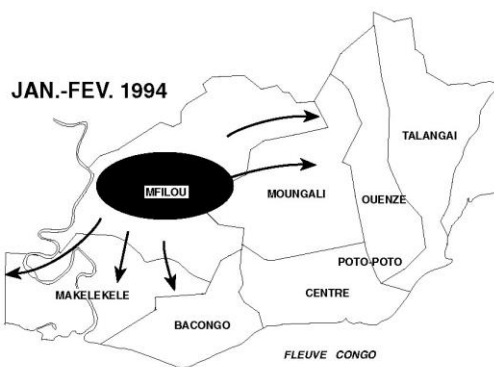 JAN.-FEV. 1994
TALANGAI
MFILOU
MOUNGALI
OUENZE
POTO-POTO
MAKELEKELE
CENTRE
BACONGO
FLEUVE CONGO